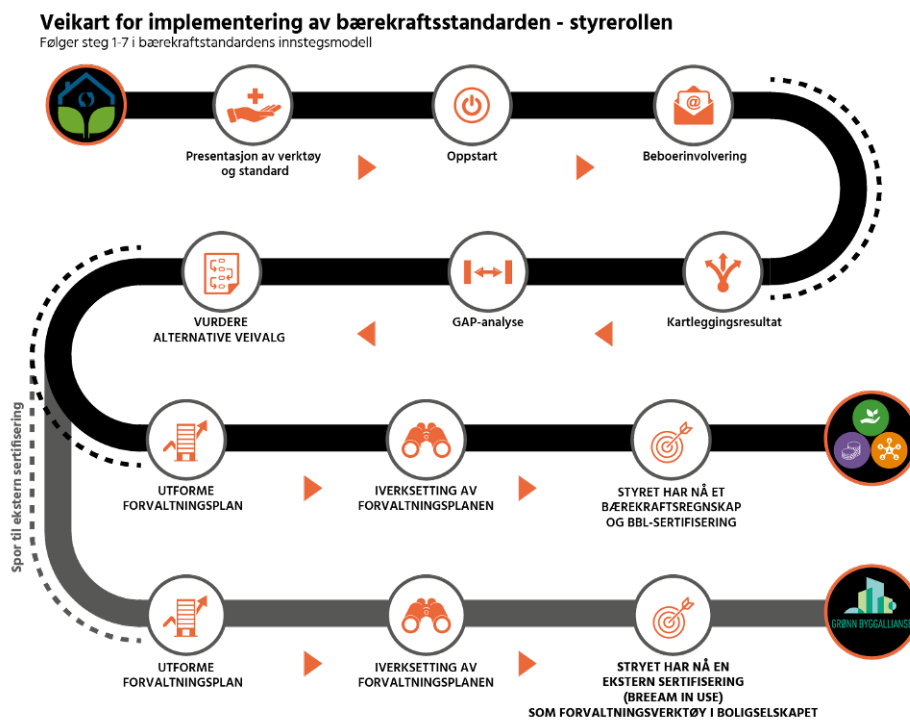 Veikart for implementering av bærekraftsstandarden - styrerollen
Følger steg 1-7 i bærekraftstandardens innstegsmodell
Presentasjon av verktøy
og standard
Oppstart
@
Beboerinvolvering
VURDERE
ALTERNATIVE VEIVALG
GAP-analyse
Kartleggingsresultat
Spor til ekstern sertifisering
UTFORME
FORVALTNINGSPLAN
IVERKSETTING AV
FORVALTNINGSPLANEN
STYRET HAR NÅ ET
BÆREKRAFTSREGNSKAP
OG BBL-SERTIFISERING
GRØNN BYGGALLIANSE
UTFORME
FORVALTNINGSPLAN
IVERKSETTING AV
FORVALTNINGSPLANEN
STRYET HAR NÅ EN
EKSTERN SERTIFISERING
(BREEAM IN USE)
SOM FORVALTNINGSVERKTØY I BOLIGSELSKAPET